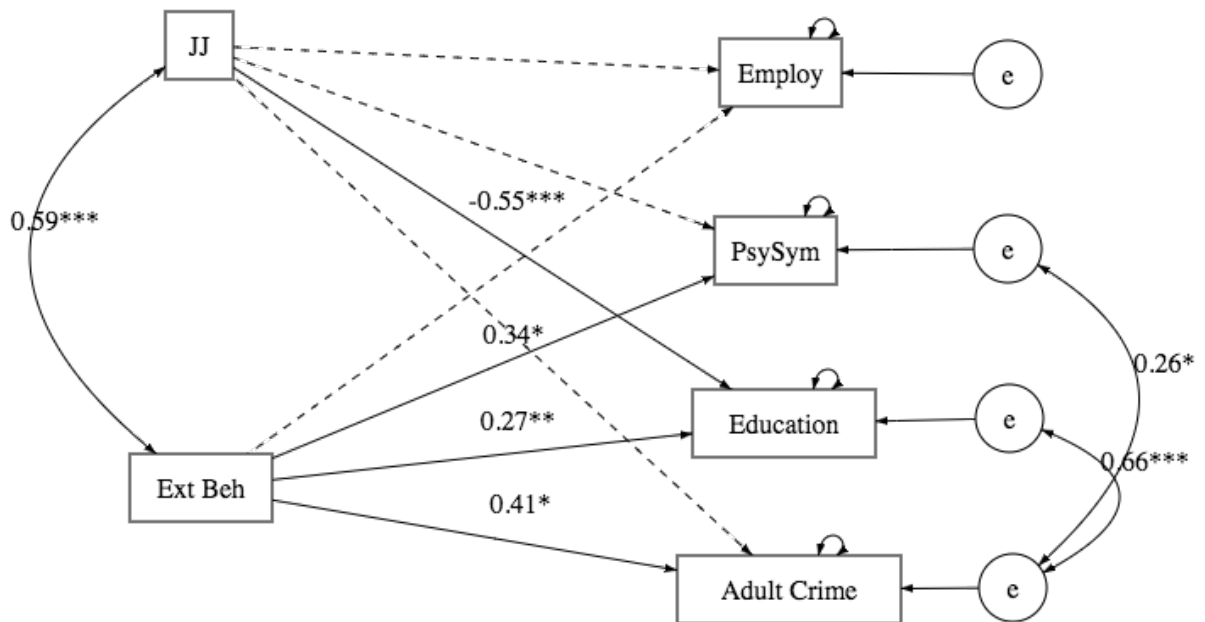 JJ
Employ
e
-0.55***
0.59***
PsySym
e
0.34*
0.26*
0.27**
Education
e
0.66***
Ext Beh
0.41*
Adult Crime
e